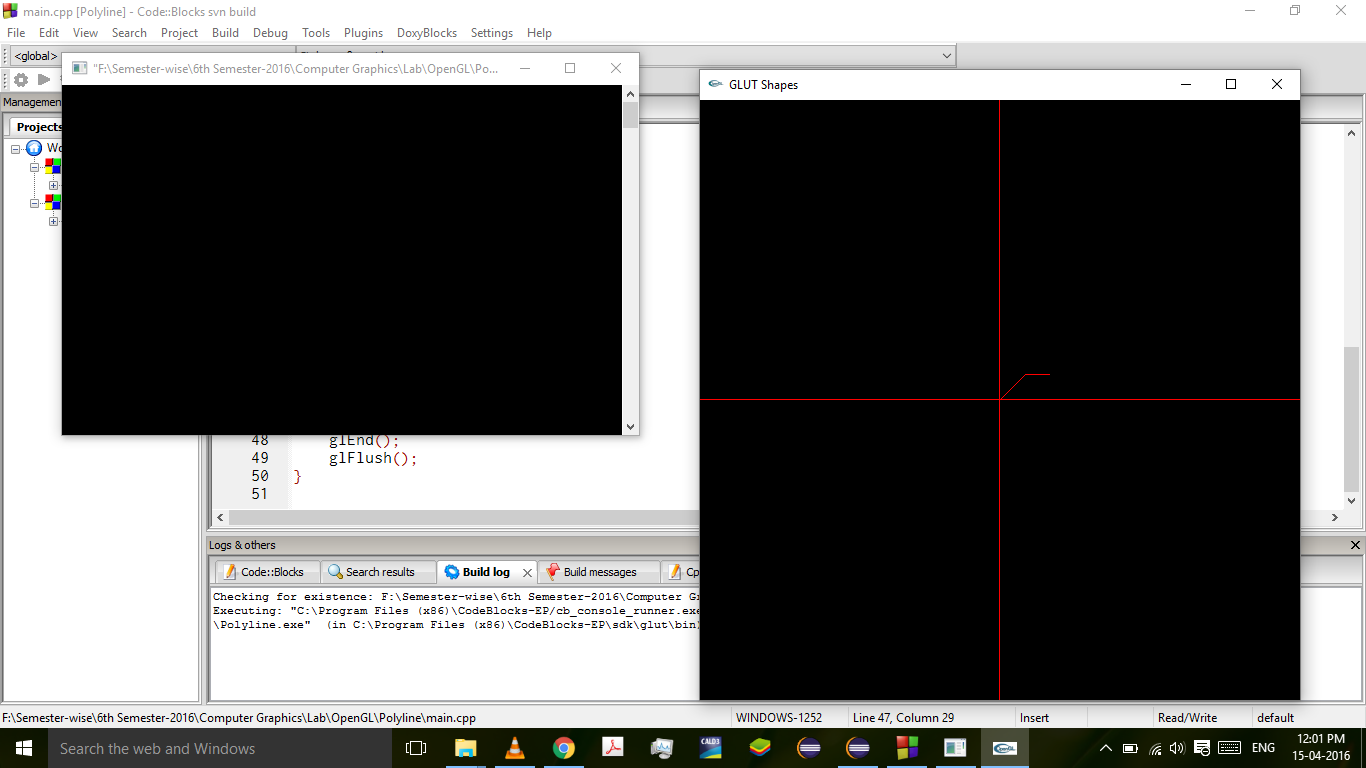 main.cpp [Polyline] - Code::Blocks svn build
File Edit View Search Project Build Debug Tools Plugins DoxyBlocks Settings Help
<global>
"F:\Semester-wise\6th Semester-2016\Computer Graphics\Lab\OpenGL\Po...
GLUT Shapes
Managemen
Projects
Wo
48 glEnd();
49 glFlush();
50 }
51
Logs & others
Code::Blocks Search results Build log Build messages Cp
Checking for existence: F:\Semester-wise\6th Semester-2016\Computer Gr
Executing: "C:\Program Files (x86)\CodeBlocks-EP/cb_console_runner.exe
\Polyline.exe" (in C:\Program Files (x86)\CodeBlocks-EP\sdk\glut\bin)
F:\Semester-wise\6th Semester-2016\Computer Graphics\Lab\OpenGL\Polyline\main.cpp WINDOWS-1252 Line 47, Column 29 Insert Read/Write default
Search the web and Windows
CALD3
OpenGL
ENG
12:01 PM
15-04-2016